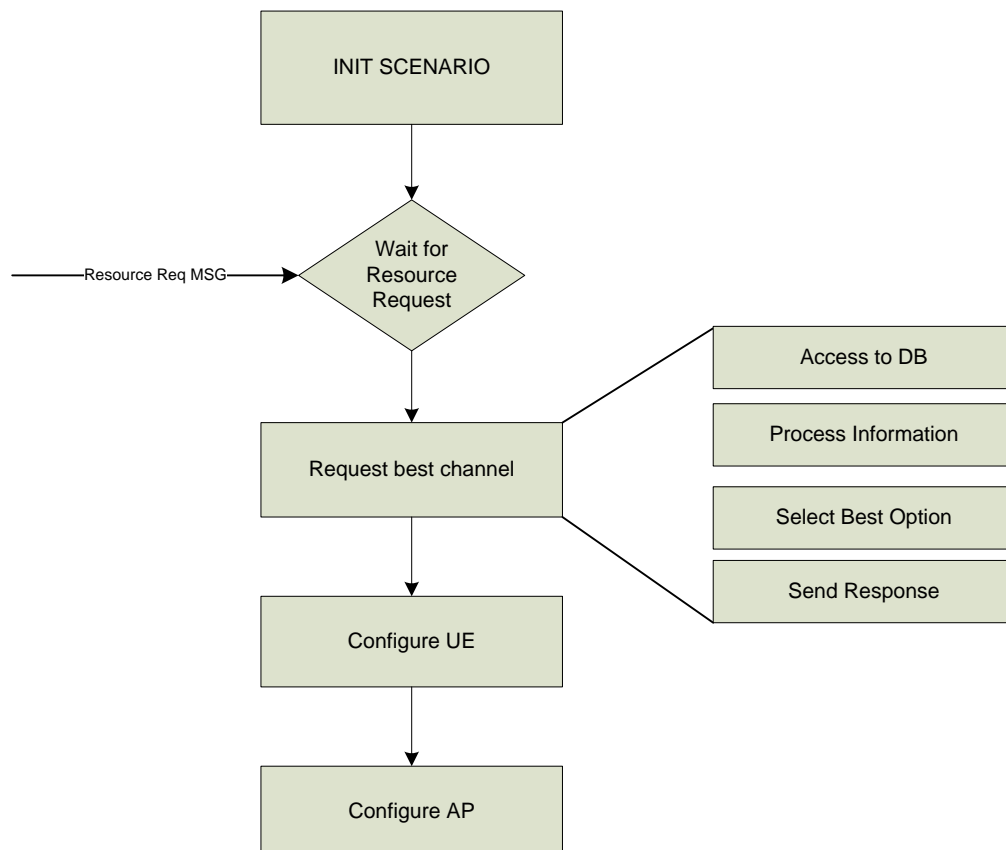 INIT SCENARIO
Wait for
Resource
Request
Resource Req MSG
Request best channel
Access to DB
Process Information
Select Best Option
Send Response
Configure UE
Configure AP